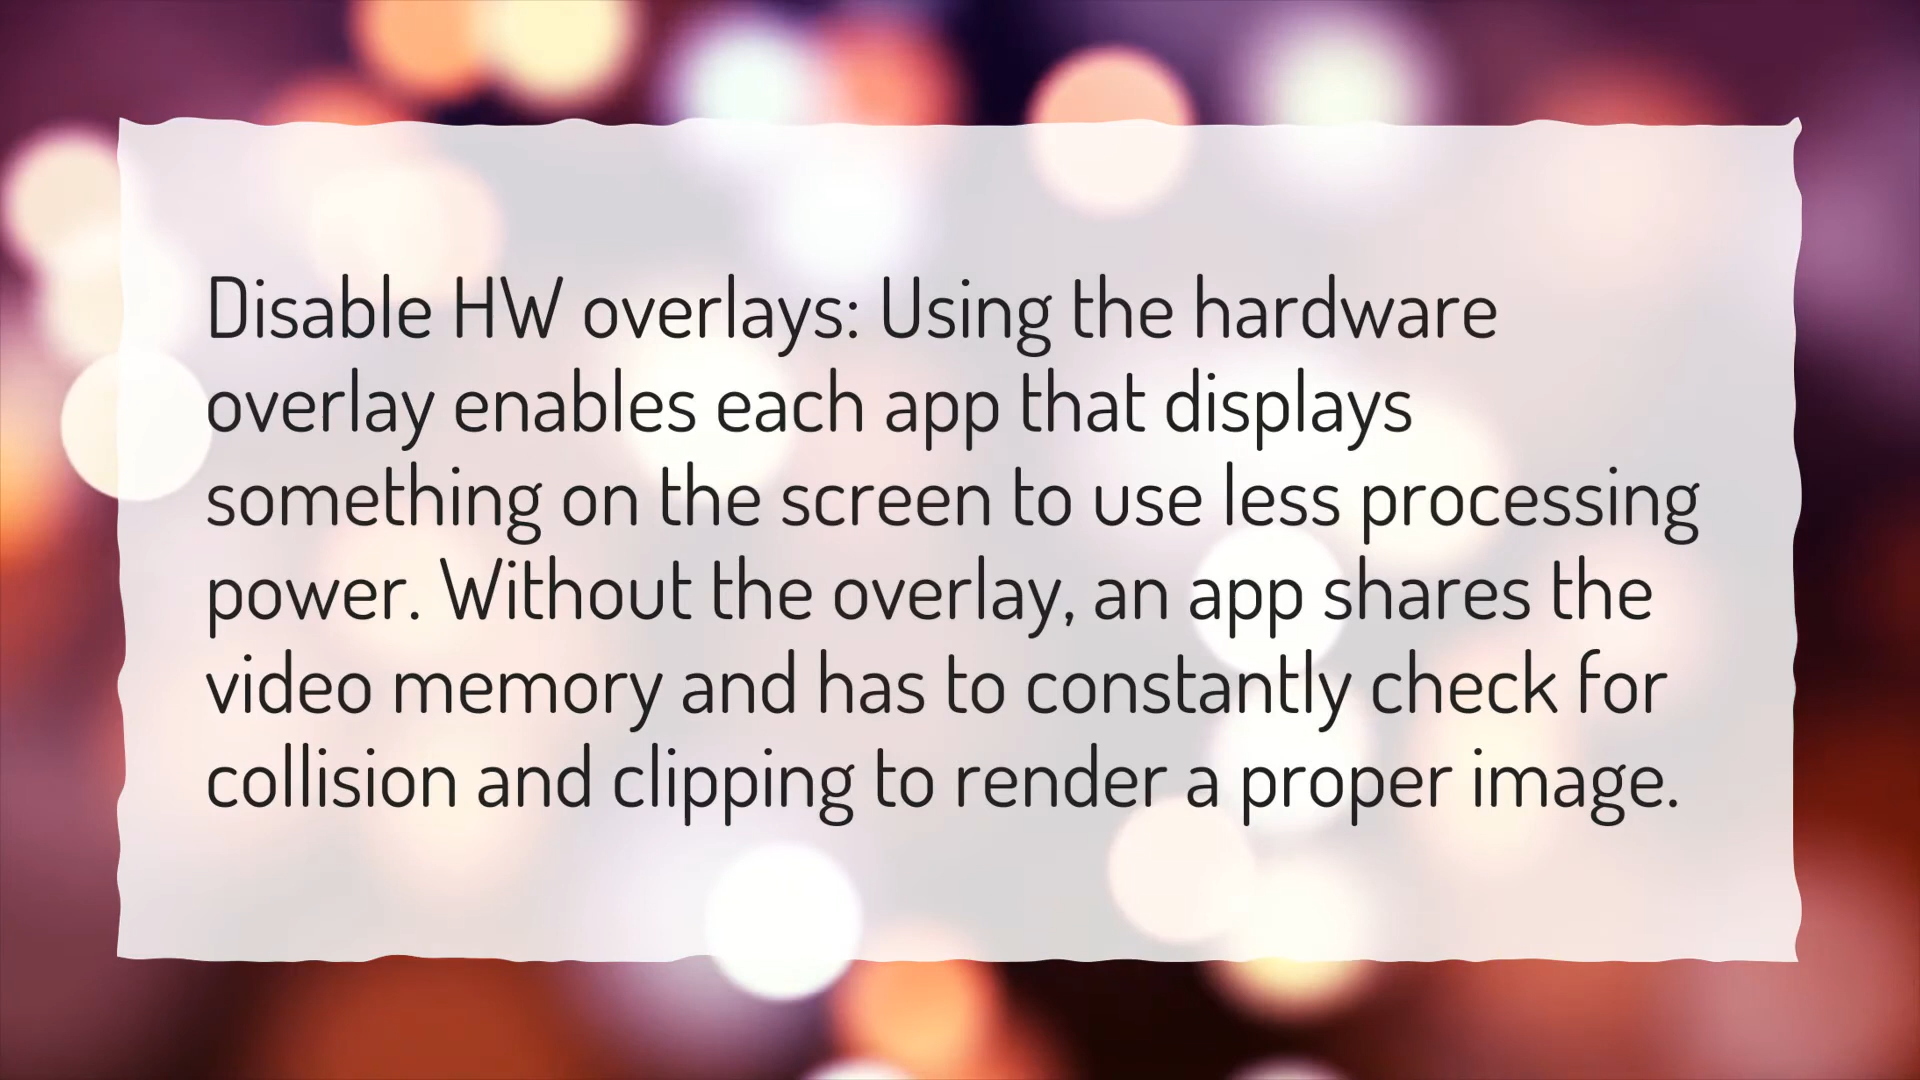 Disable HW overlays: Using the hardware
overlay enables each app that displays
something on the screen to use less processing
power. Without the overlay, an app shares the
video memory and has to constantly check for
collision and clipping to render a proper image.